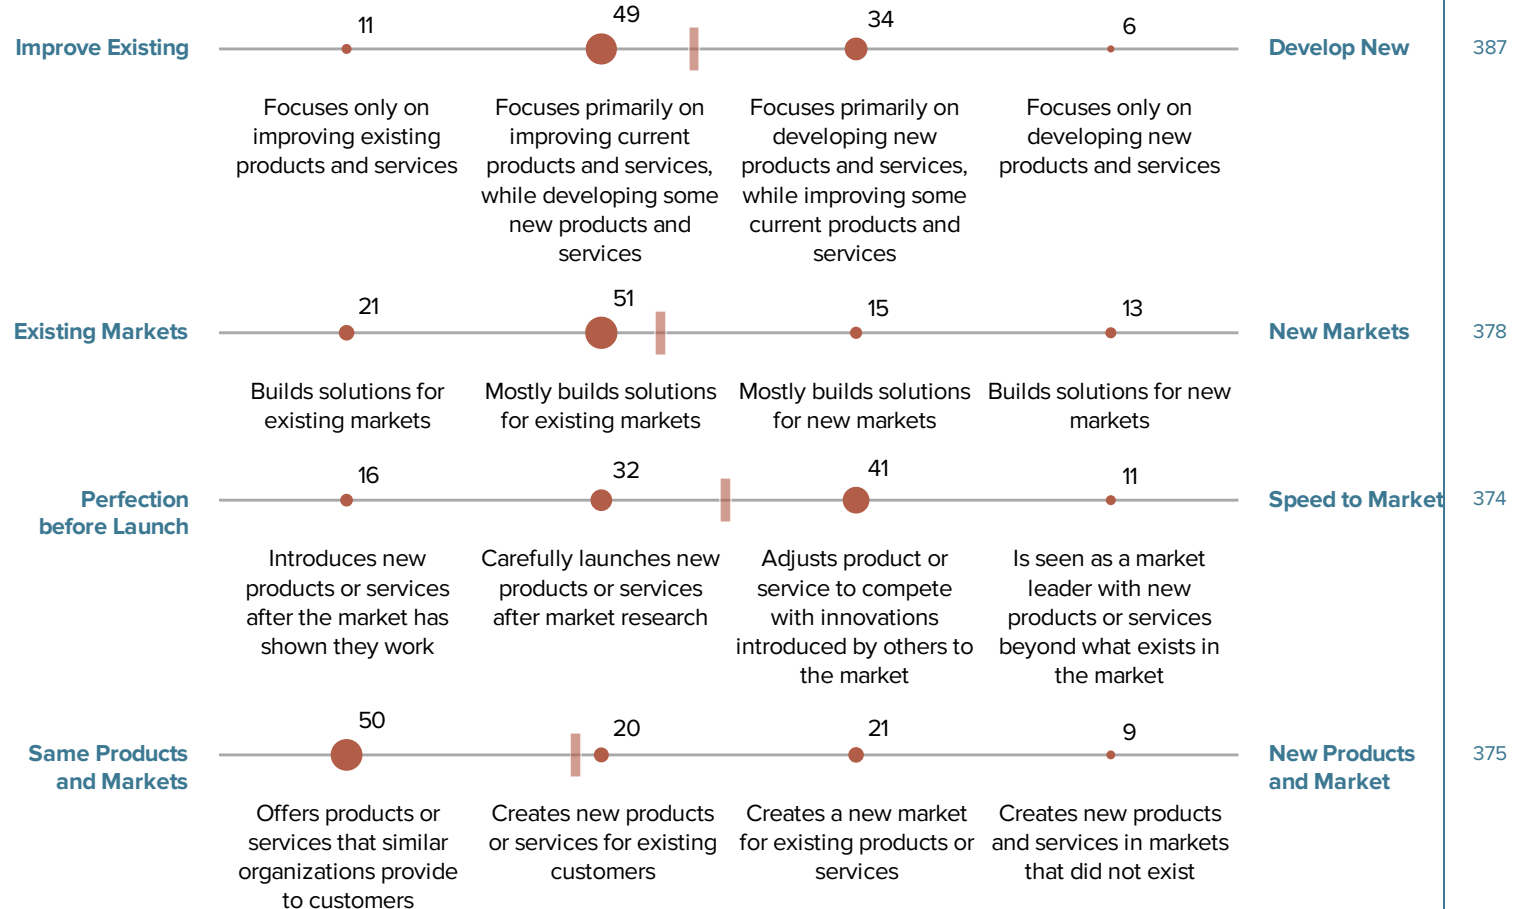 11 49 34 6
Improve Existing Develop New 387
Focuses only on
improving existing
products and services
Focuses primarily on
improving current
products and services,
while developing some
new products and
services
Focuses primarily on
developing new
products and services,
while improving some
current products and
services
Focuses only on
developing new
products and services
21 51 15 13
Existing Markets New Markets 378
Builds solutions for
existing markets
Mostly builds solutions
for existing markets
Mostly builds solutions
for new markets
Builds solutions for new
markets
16 32 41 11
Perfection
before Launch
Speed to Market 374
Introduces new
products or services
after the market has
shown they work
Carefully launches new
products or services
after market research
Adjusts product or
service to compete
with innovations
introduced by others to
the market
Is seen as a market
leader with new
products or services
beyond what exists in
the market
50 20 21 9
Same Products
and Markets
New Products
and Market
375
Offers products or
services that similar
organizations provide
to customers
Creates new products
or services for existing
customers
Creates a new market
for existing products or
services
Creates new products
and services in markets
that did not exist